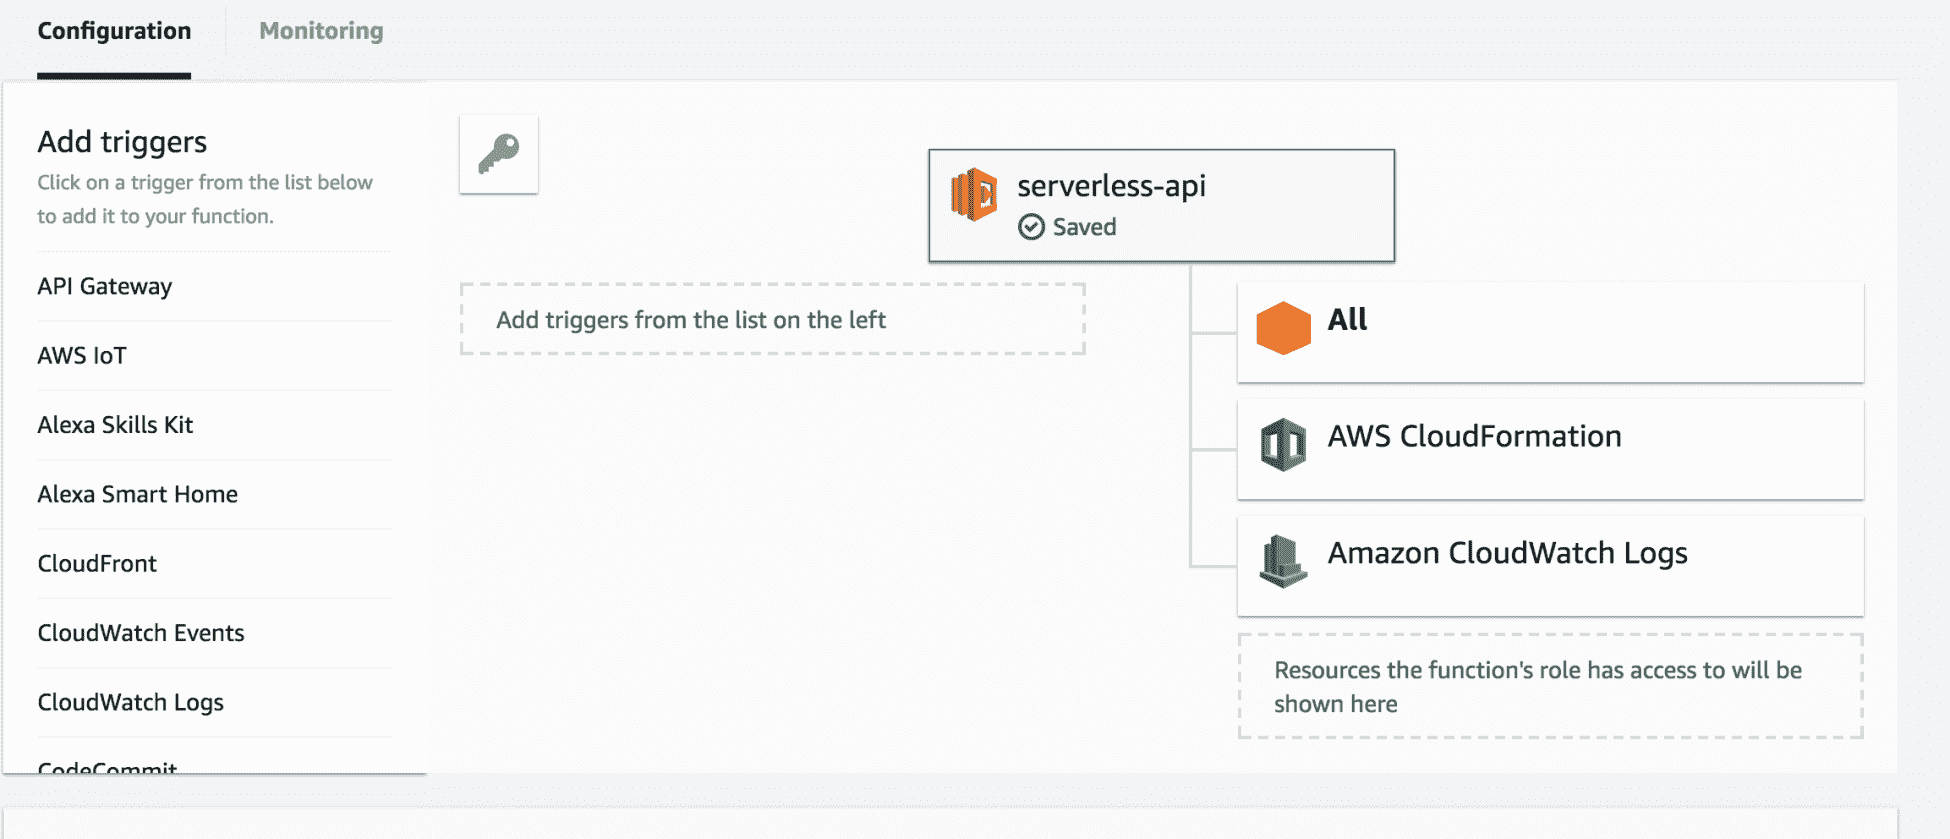 Configuration
Monitoring
Add triggers
Click on a trigger from the list below
to add it to your function.
API Gateway
AWS IoT
Alexa Skills Kit
Alexa Smart Home
CloudFront
CloudWatch Events
CloudWatch Logs
CodeCommit
serverless-api
Saved
Add triggers from the list on the left
All
AWS CloudFormation
Amazon CloudWatch Logs
Resources the function's role has access to will be
shown here